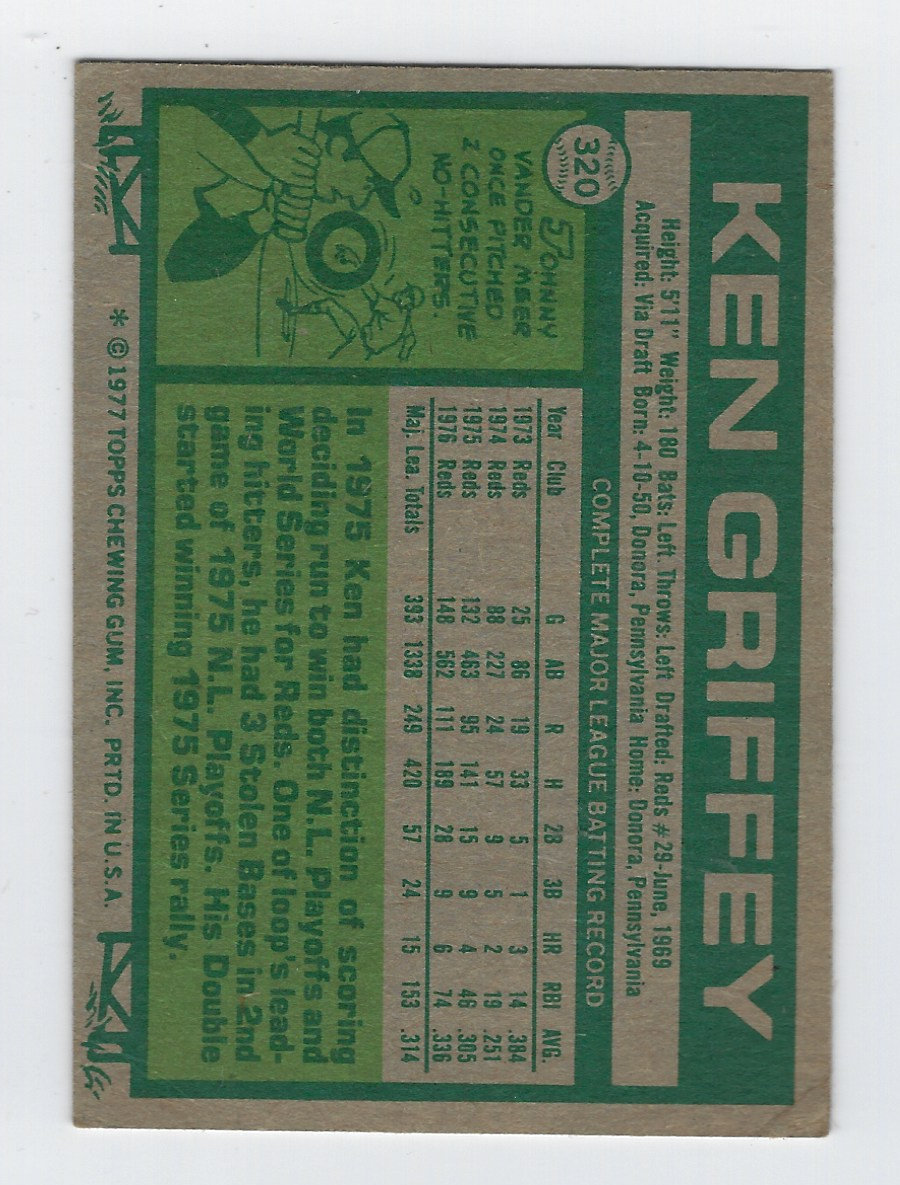 KEN GRIFFEY
Height: 5'11" Weight: 180 Bats: Left Throws: Left Drafted: Reds #29-June, 1969
Acquired: Via Draft Born: 4-10-50, Donora, Pennsylvania Home: Donora, Pennsylvania
320
JOHNNY
VANDER MEER
ONCE PITCHED
2 CONSECUTIVE
NO-HITTERS.
COMPLETE MAJOR LEAGUE BATTING RECORD
Year Club G AB R H 2B 3B HR RBI AVG.
1973 Reds 25 86 19 33 5 1 3 14 .384
1974 Reds 88 227 24 57 9 5 2 19 .251
1975 Reds 132 463 95 141 15 9 4 46 .305
1976 Reds 148 562 111 189 28 9 6 74 .336
Maj. Lea. Totals 393 1338 249 420 57 24 15 153 .314
In 1975 Ken had distinction of scoring
deciding run to win both N.L. Playoffs and
World Series for Reds. One of loop's lead-
ing hitters, he had 3 Stolen Bases in 2nd
game of 1975 N.L. Playoffs. His Double
started winning 1975 Series rally.
* © 1977 TOPPS CHEWING GUM, INC. PRTD. IN U.S.A.